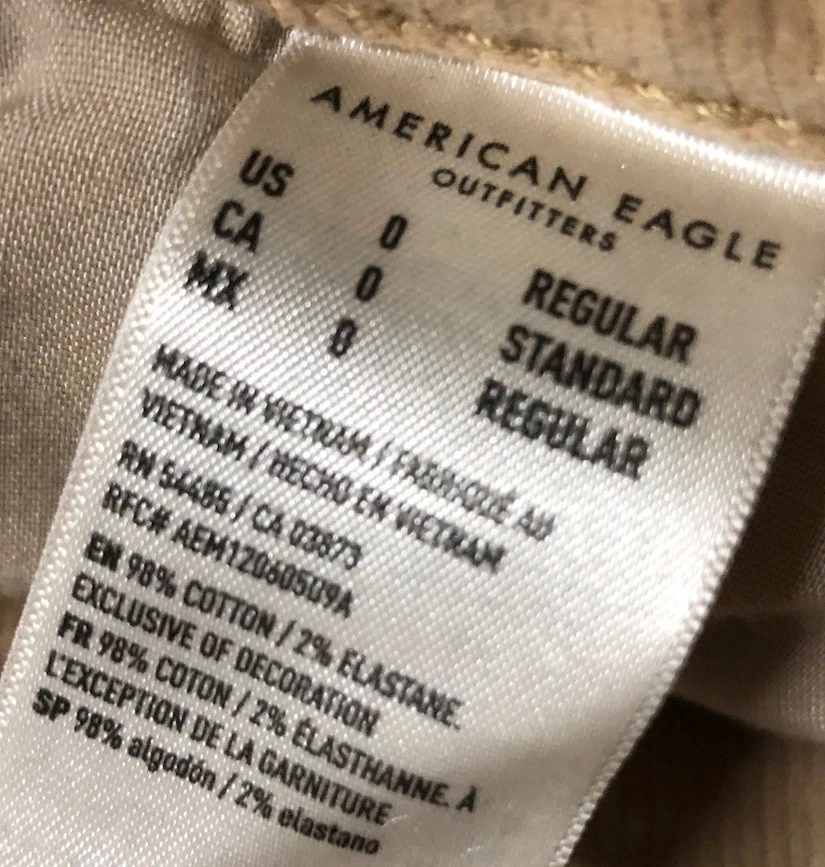 AMERICAN EAGLE
OUTFITTERS
US 0 REGULAR
CA 0 STANDARD
MX 0 REGULAR
MADE IN VIETNAM / FABRIQUÉ AU
VIETNAM / HECHO EN VIETNAM
RN 54485 / CA 03873
RFC# AEM120605U9A
EN 98% COTTON / 2% ELASTANE.
EXCLUSIVE OF DECORATION
FR 98% COTON / 2% ÉLASTHANNE. À
L'EXCEPTION DE LA GARNITURE
SP 98% algodón / 2% elastano